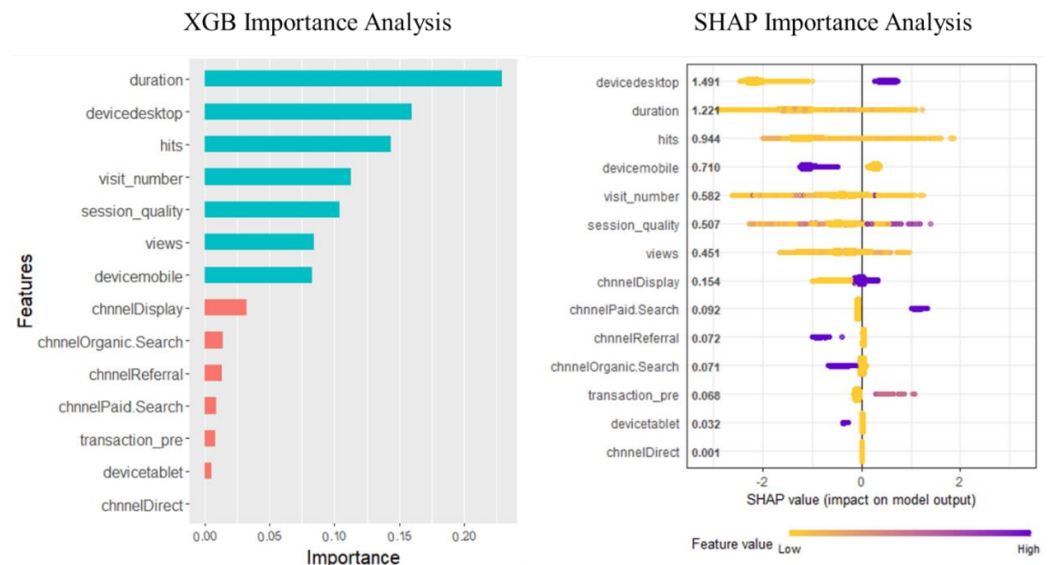 XGB Importance Analysis
duration
devicedesktop
hits
visit_number
session_quality
views
devicemobile
chnnelDisplay
chnnelOrganic.Search
chnnelReferral
chnnelPaid.Search
transaction_pre
devicetablet
chnnelDirect
Features
0.00 0.05 0.10 0.15 0.20
Importance
SHAP Importance Analysis
devicedesktop 1.491
duration 1.221
hits 0.944
devicemobile 0.710
visit_number 0.582
session_quality 0.507
views 0.451
chnnelDisplay 0.154
chnnelPaid.Search 0.092
chnnelReferral 0.072
chnnelOrganic.Search 0.071
transaction_pre 0.068
devicetablet 0.032
chnnelDirect 0.001
-2 0 2
SHAP value (impact on model output)
Feature value Low High